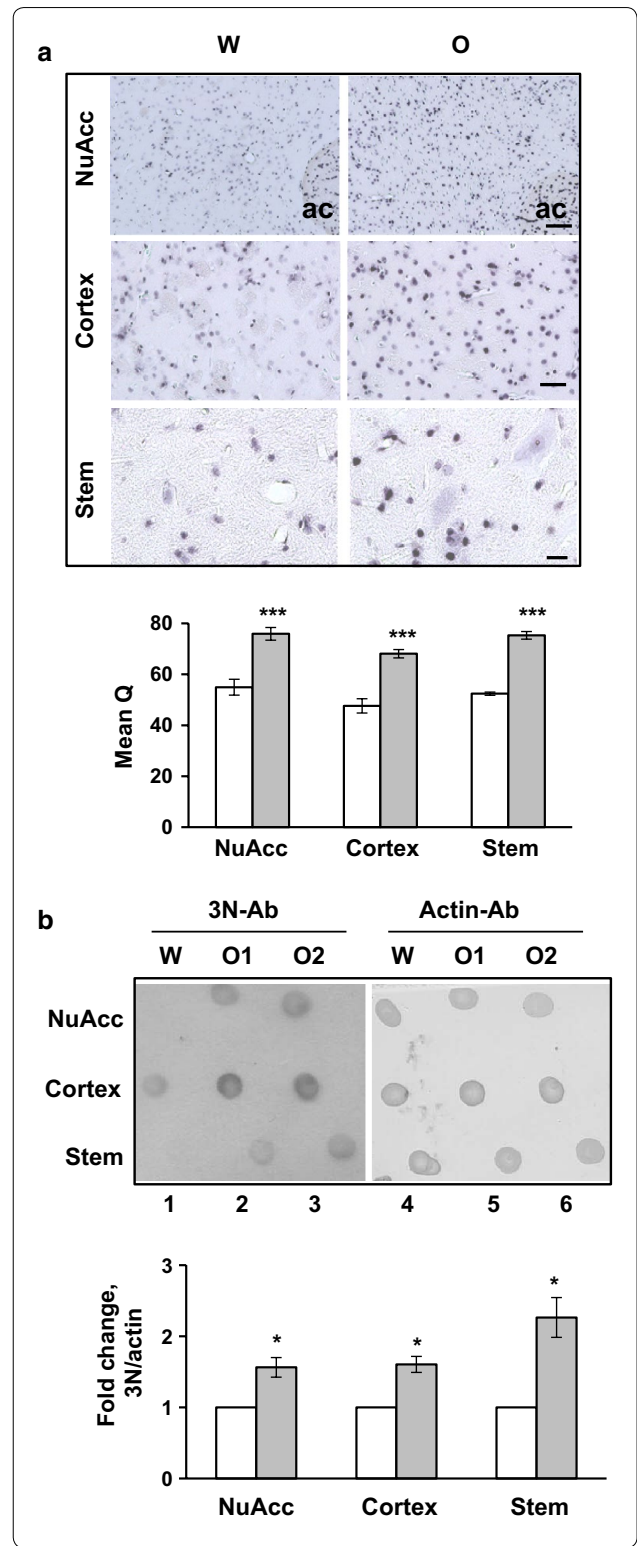 a
W O
NuAcc
ac ac
Cortex
Stem
*** *** ***
80
60
40
20
0
Mean Q
NuAcc Cortex Stem
b
3N-Ab Actin-Ab
W O1 O2 W O1 O2
NuAcc
Cortex
Stem
1 2 3 4 5 6
3
2
1
0
Fold change,
3N/actin
* * *
NuAcc Cortex Stem